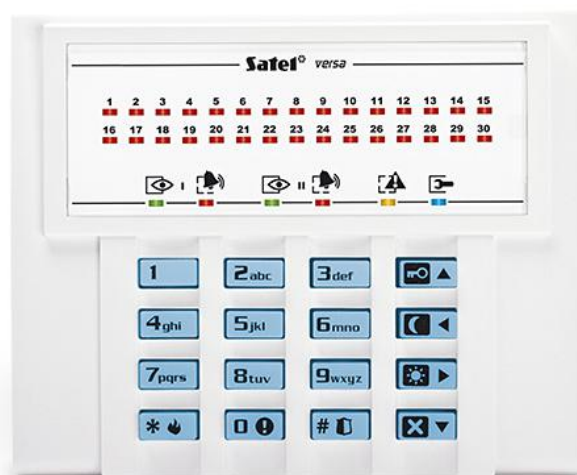 Satel® versa
1 2 3 4 5 6 7 8 9 10 11 12 13 14 15
16 17 18 19 20 21 22 23 24 25 26 27 28 29 30
I II
1 2abc 3def
4ghi 5jkl 6mno
7pqrs 8tuv 9wxyz
* 0 #